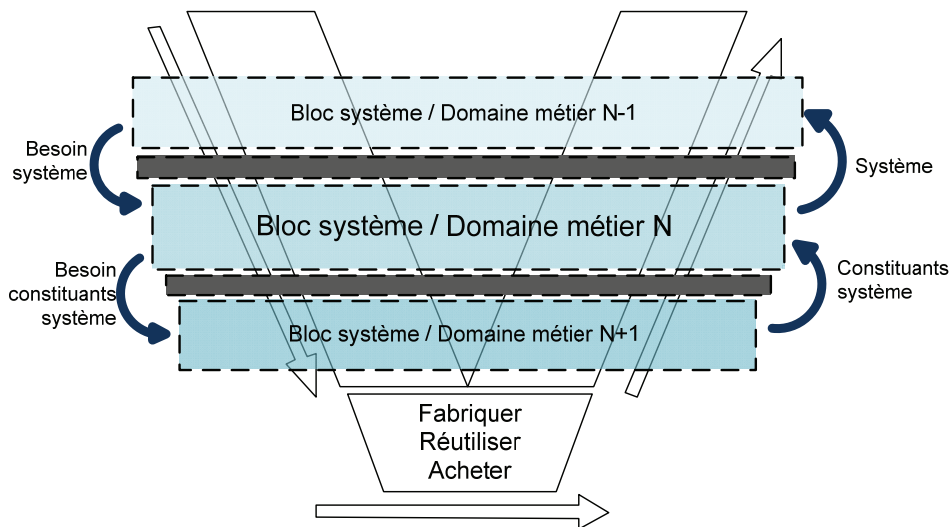 Bloc système / Domaine métier N-1
Besoin
système
Système
Bloc système / Domaine métier N
Besoin
constituants
système
Constituants
système
Bloc système / Domaine métier N+1
Fabriquer
Réutiliser
Acheter